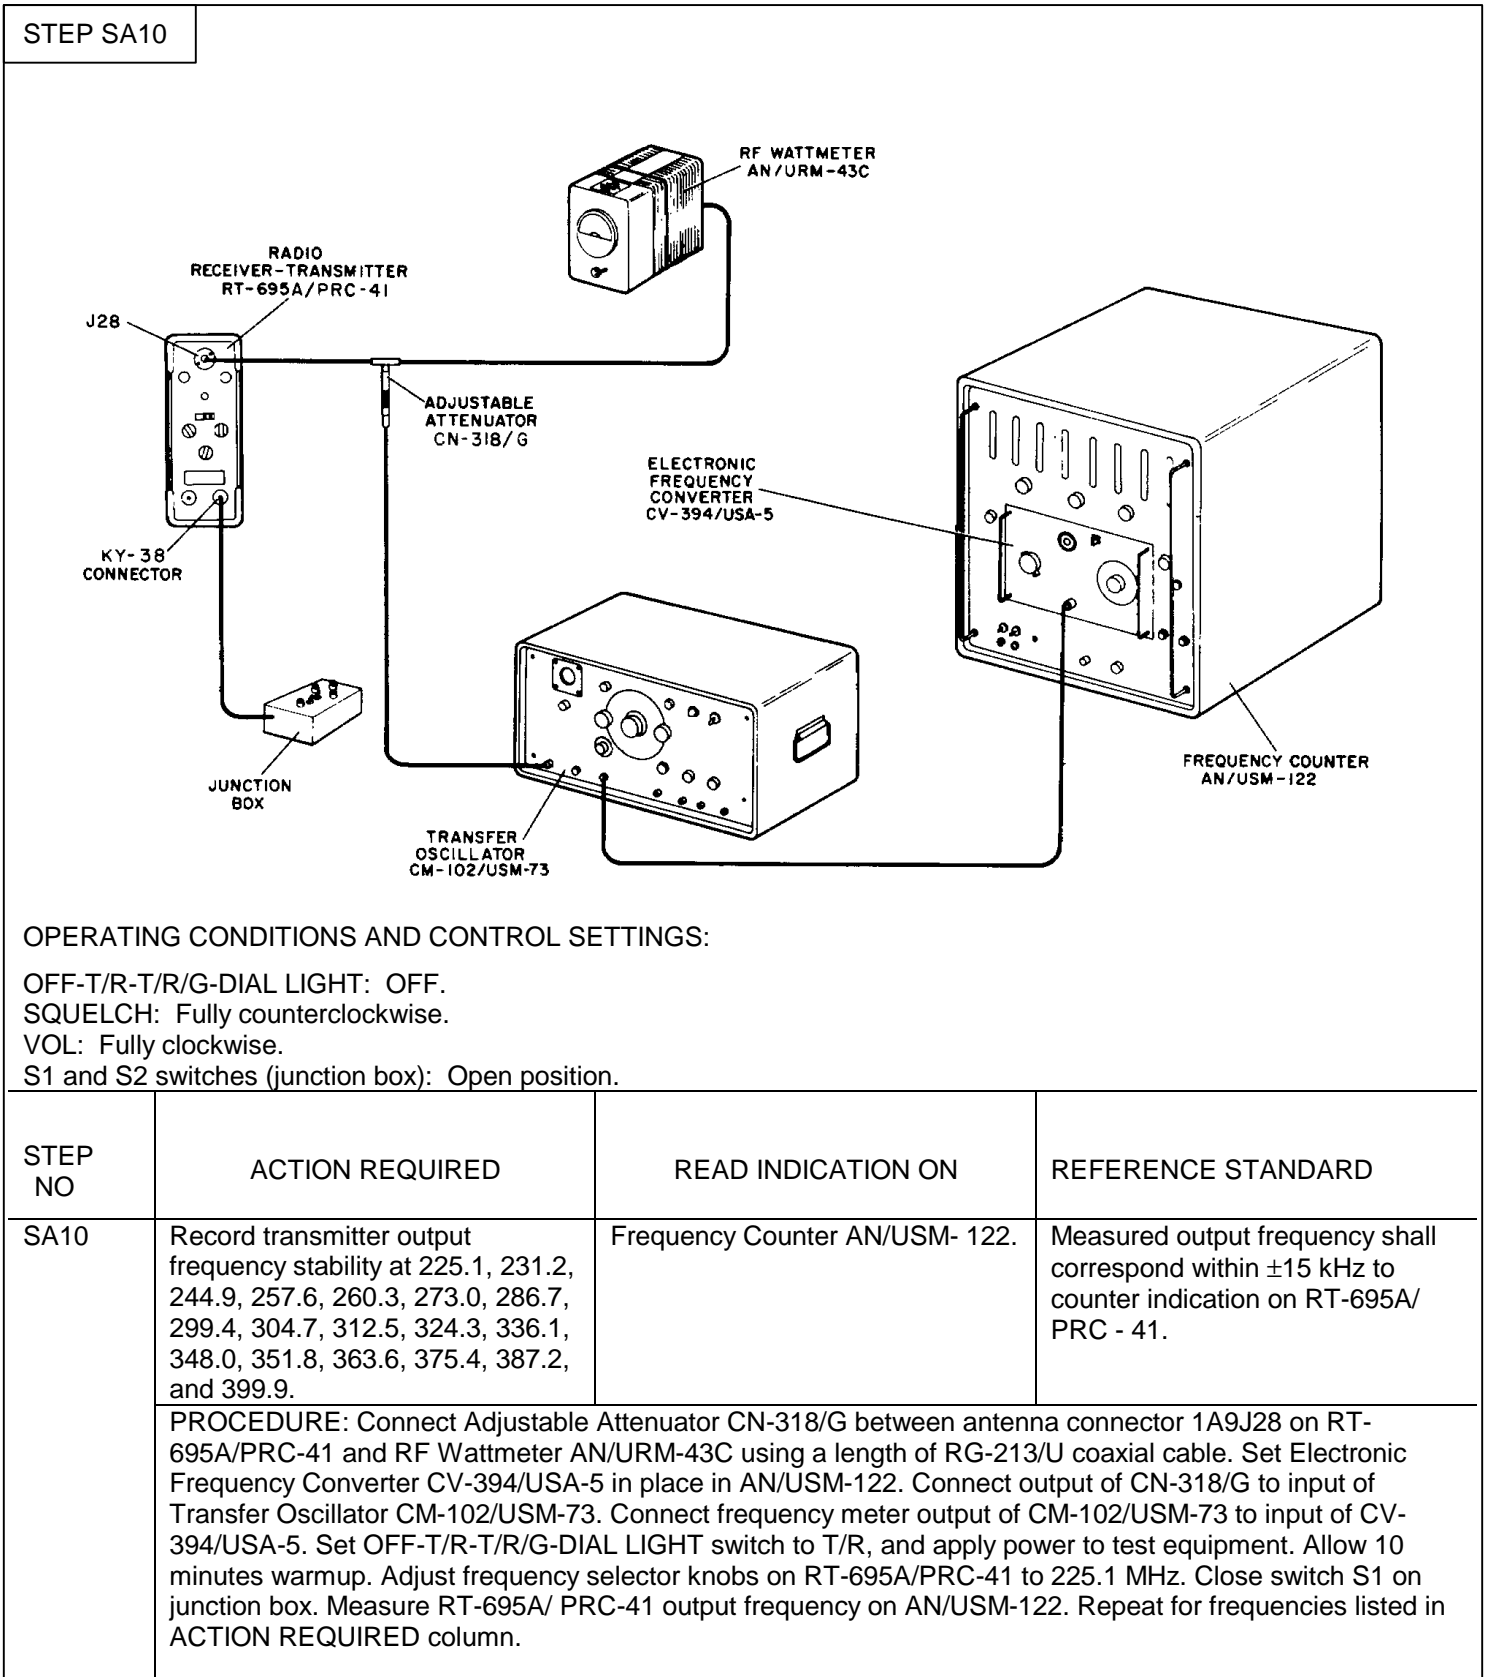 STEP SA10
RF WATTMETER
AN/URM-43C
RADIO
RECEIVER-TRANSMITTER
RT-695A/PRC-41
J28
ADJUSTABLE
ATTENUATOR
CN-318/G
ELECTRONIC
FREQUENCY
CONVERTER
CV-394/USA-5
KY-38
CONNECTOR
JUNCTION
BOX
TRANSFER
OSCILLATOR
CM-102/USM-73
FREQUENCY COUNTER
AN/USM-122
OPERATING CONDITIONS AND CONTROL SETTINGS:
OFF-T/R-T/R/G-DIAL LIGHT: OFF.
SQUELCH: Fully counterclockwise.
VOL: Fully clockwise.
S1 and S2 switches (junction box): Open position.
STEP
NO
ACTION REQUIRED
READ INDICATION ON
REFERENCE STANDARD
SA10
Record transmitter output
frequency stability at 225.1, 231.2,
244.9, 257.6, 260.3, 273.0, 286.7,
299.4, 304.7, 312.5, 324.3, 336.1,
348.0, 351.8, 363.6, 375.4, 387.2,
and 399.9.
Frequency Counter AN/USM- 122.
Measured output frequency shall
correspond within ±15 kHz to
counter indication on RT-695A/
PRC - 41.
PROCEDURE: Connect Adjustable Attenuator CN-318/G between antenna connector 1A9J28 on RT-
695A/PRC-41 and RF Wattmeter AN/URM-43C using a length of RG-213/U coaxial cable. Set Electronic
Frequency Converter CV-394/USA-5 in place in AN/USM-122. Connect output of CN-318/G to input of
Transfer Oscillator CM-102/USM-73. Connect frequency meter output of CM-102/USM-73 to input of CV-
394/USA-5. Set OFF-T/R-T/R/G-DIAL LIGHT switch to T/R, and apply power to test equipment. Allow 10
minutes warmup. Adjust frequency selector knobs on RT-695A/PRC-41 to 225.1 MHz. Close switch S1 on
junction box. Measure RT-695A/ PRC-41 output frequency on AN/USM-122. Repeat for frequencies listed in
ACTION REQUIRED column.